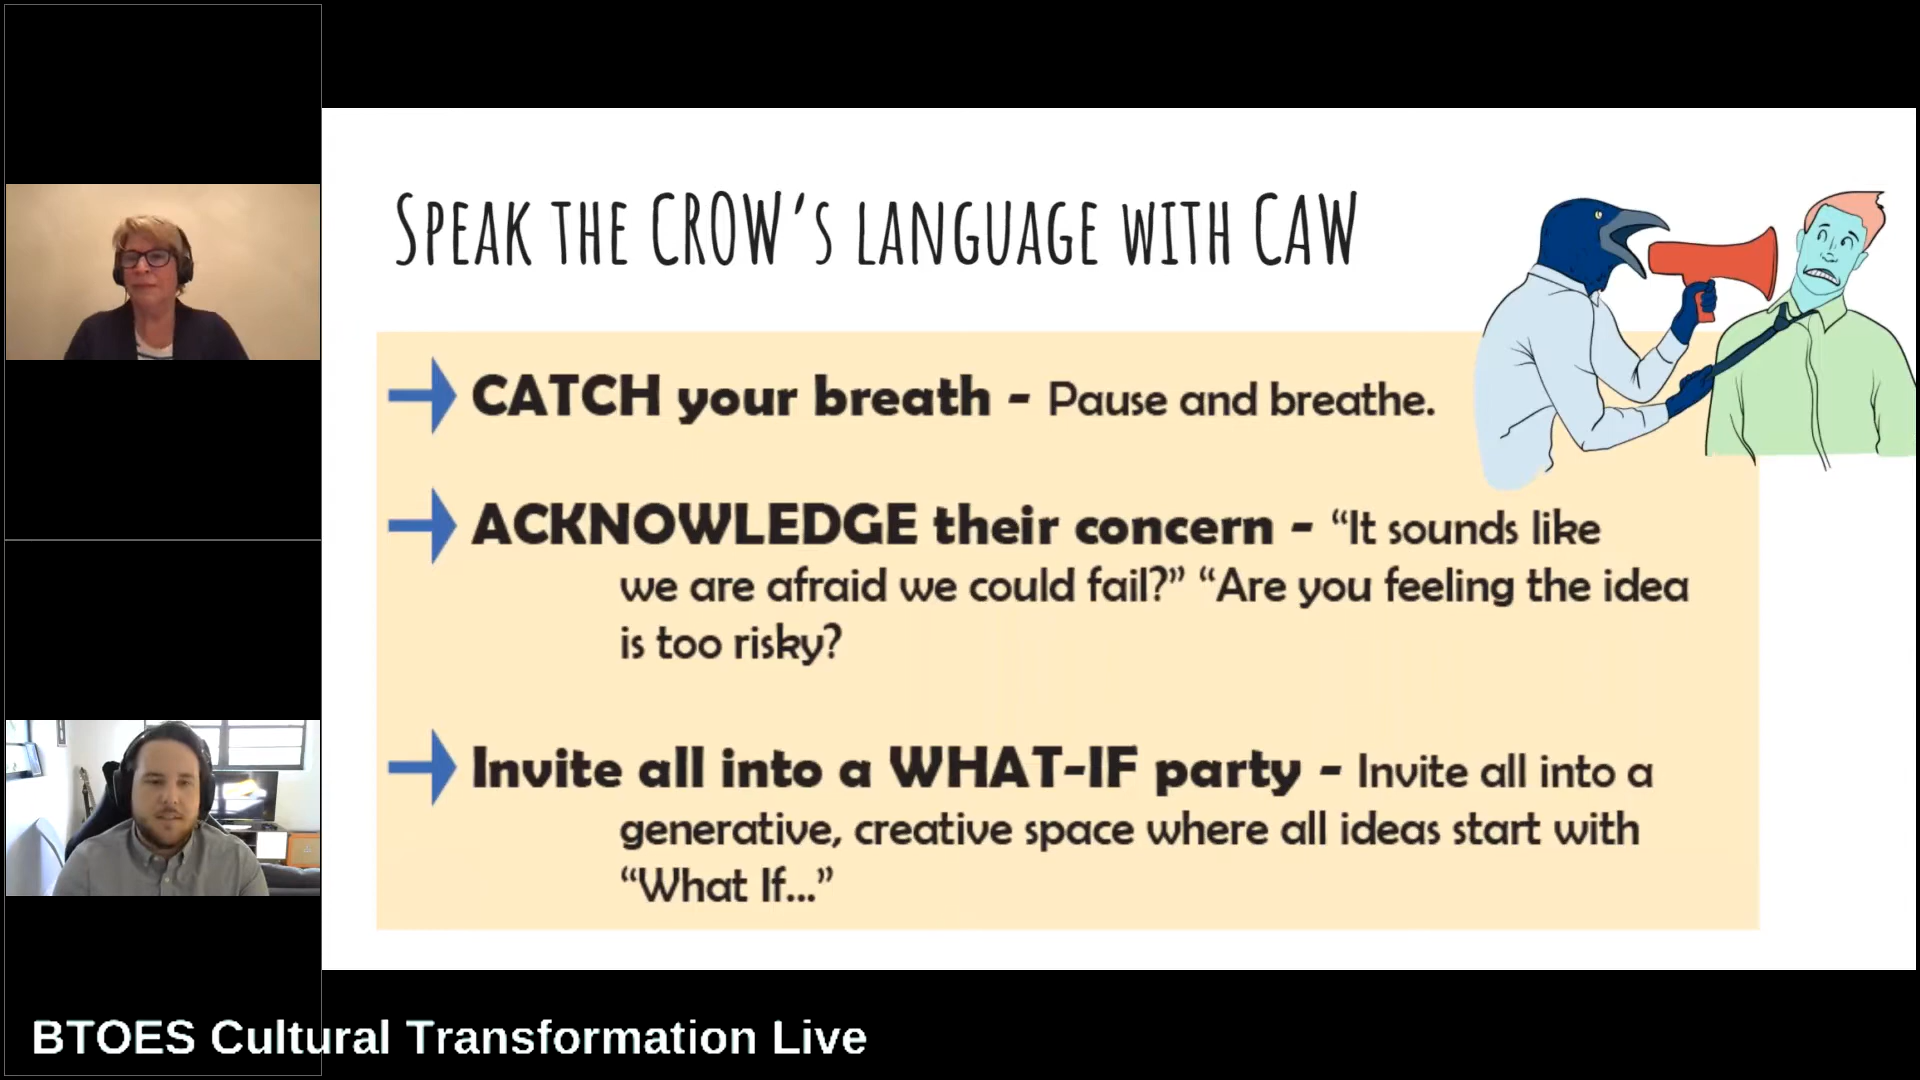 SPEAK THE CROW'S LANGUAGE WITH CAW
CATCH your breath - Pause and breathe.
ACKNOWLEDGE their concern - “It sounds like
we are afraid we could fail?” “Are you feeling the idea
is too risky?
Invite all into a WHAT-IF party - Invite all into a
generative, creative space where all ideas start with
“What If...”
BTOES Cultural Transformation Live